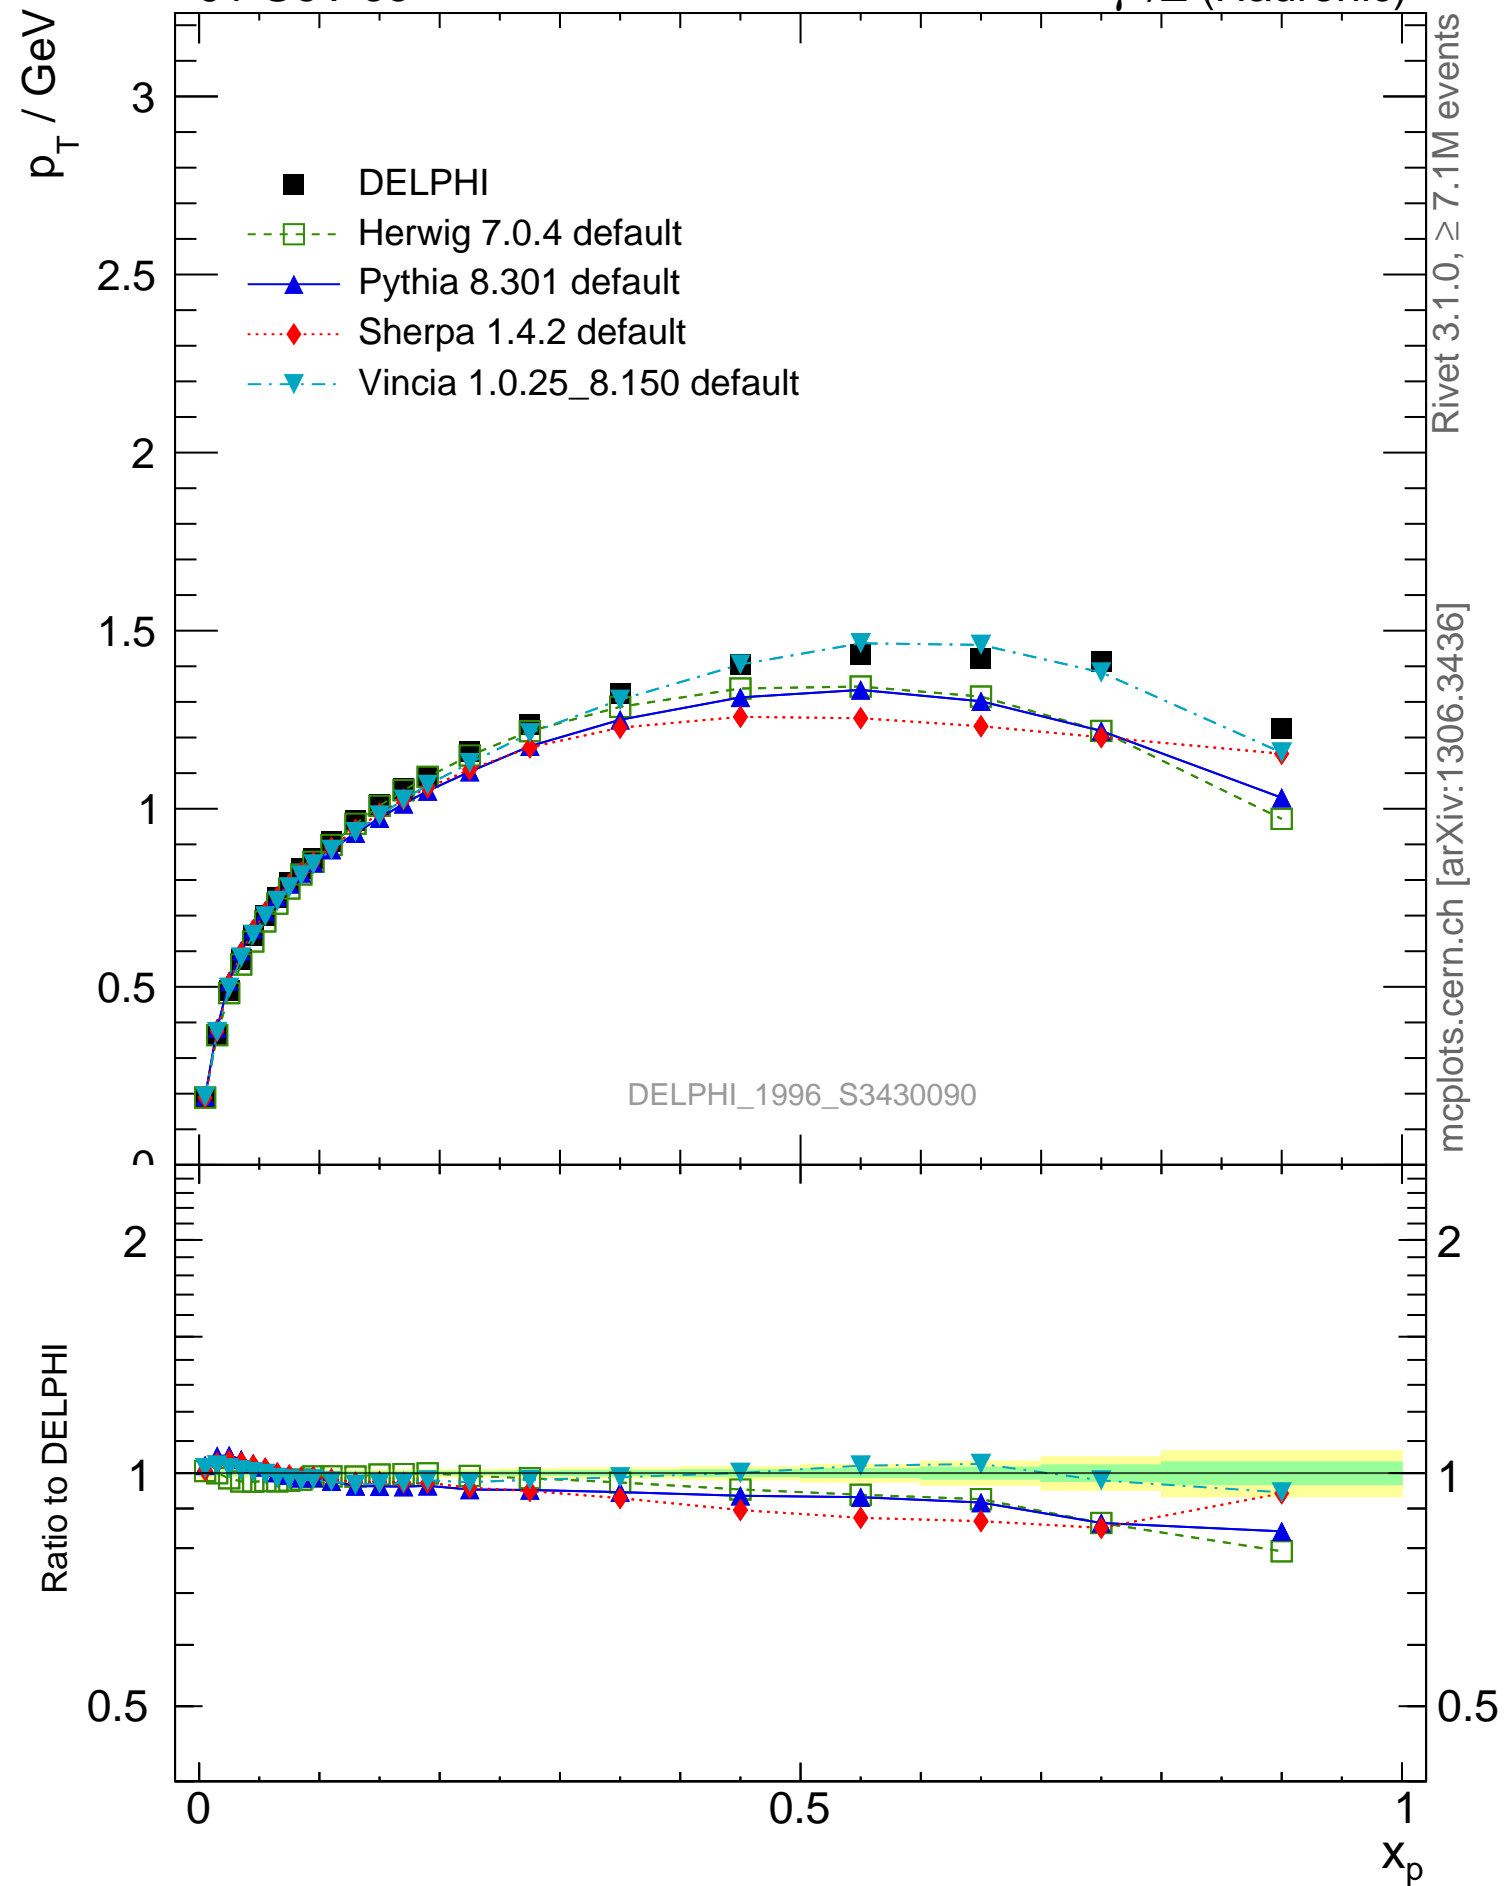 p_T / GeV
3
2.5
2
1.5
1
0.5
0
DELPHI
Herwig 7.0.4 default
Pythia 8.301 default
Sherpa 1.4.2 default
Vincia 1.0.25_8.150 default
DELPHI_1996_S3430090
Rivet 3.1.0, ≥ 7.1M events
mcplots.cern.ch [arXiv:1306.3436]
Ratio to DELPHI
2
1
0.5
2
1
0.5
0
0.5
1
x_p